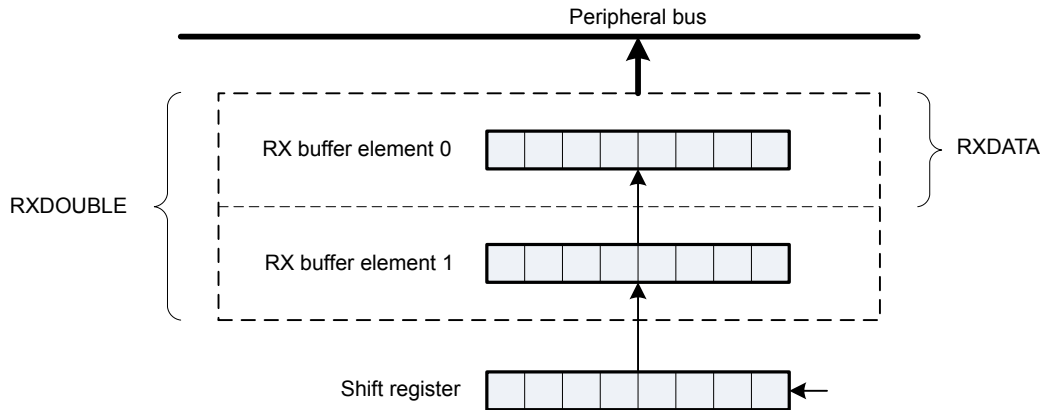 Peripheral bus
RX buffer element 0
RXDATA
RXDOUBLE
RX buffer element 1
Shift register